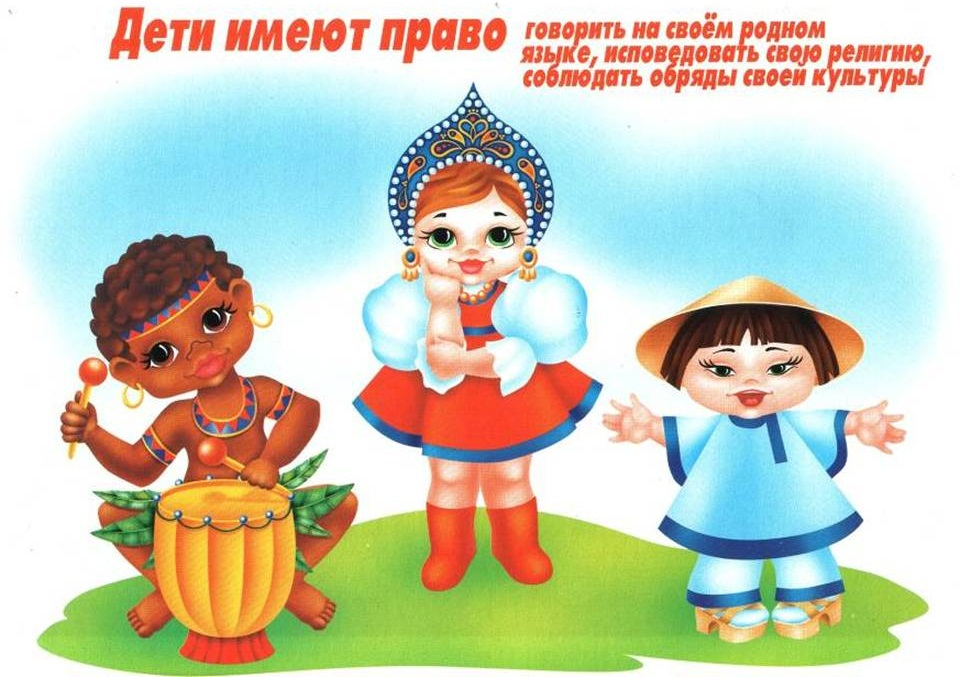 Дети имеют право
говорить на своём родном
языке, исповедовать свою религию,
соблюдать обряды своей культуры